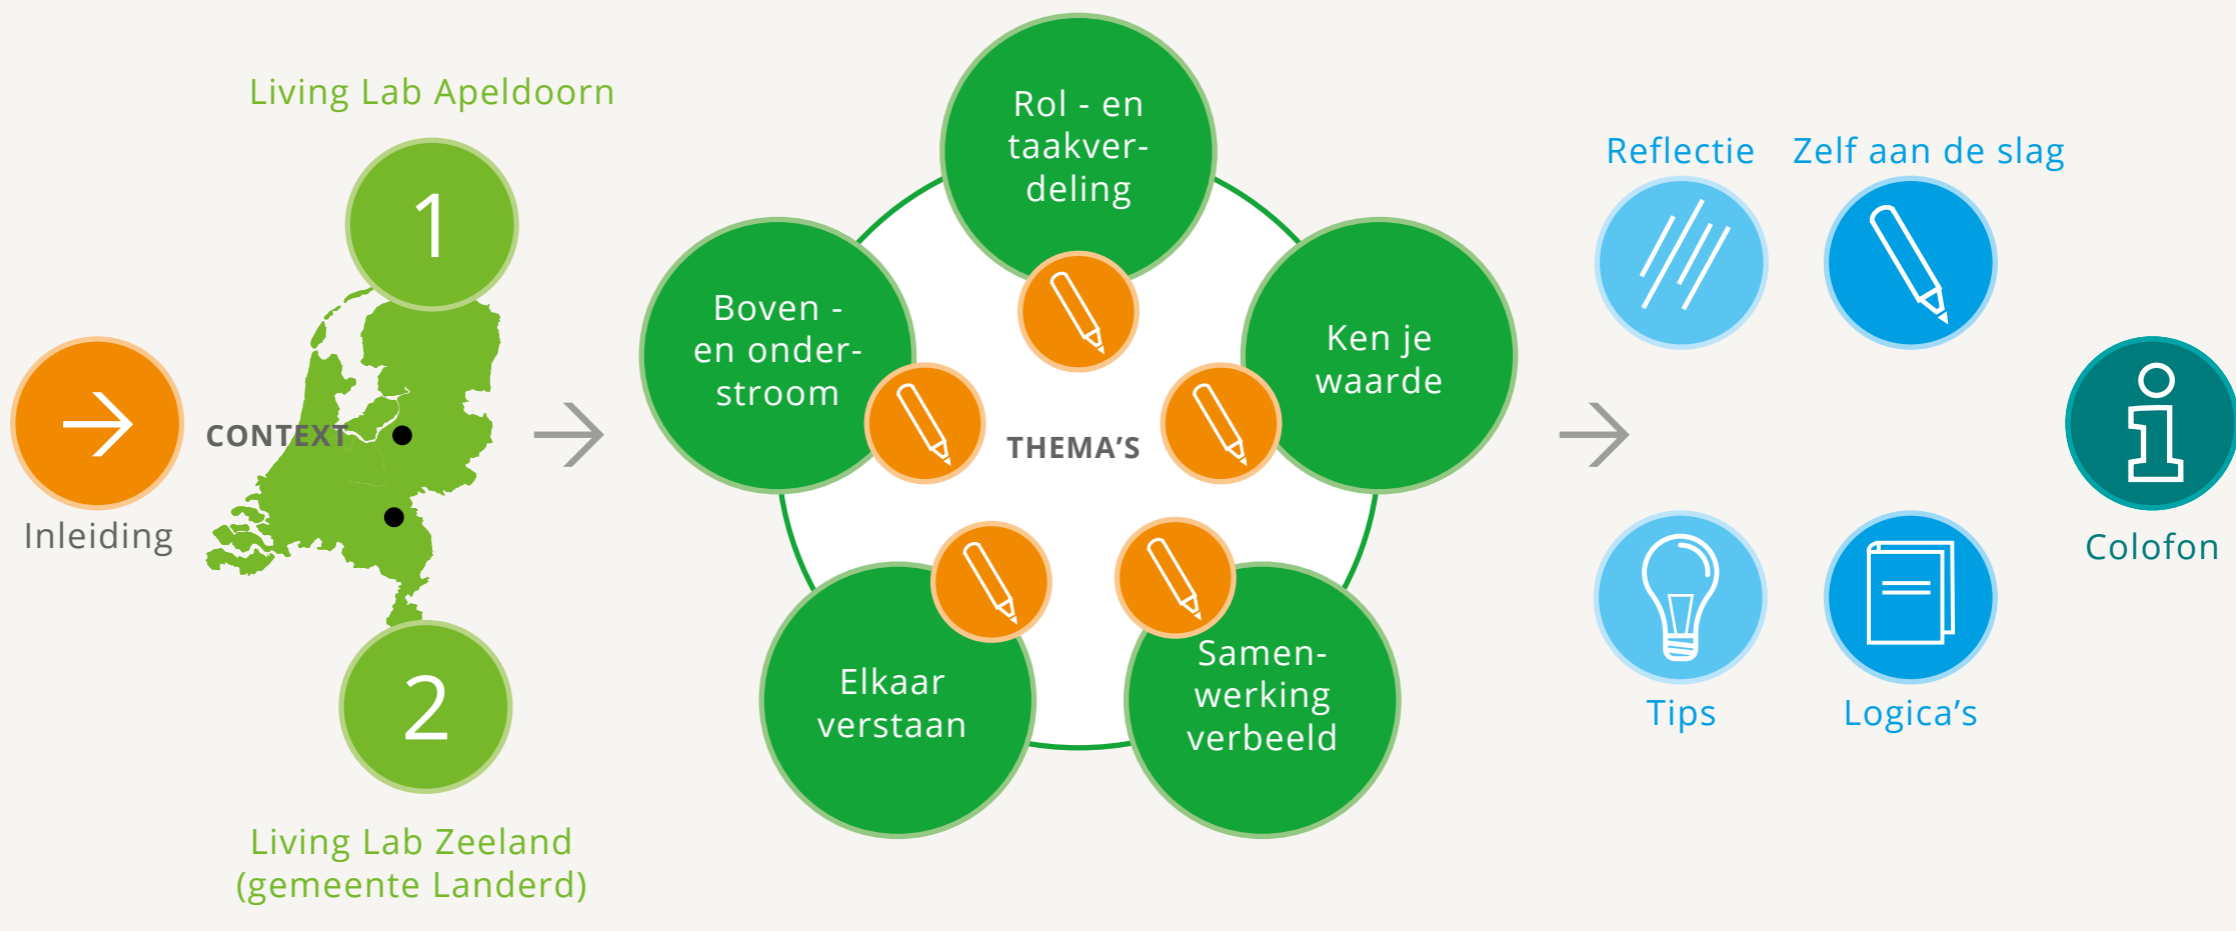 Living Lab Apeldoorn
1
CONTEXT
Inleiding
2
Living Lab Zeeland
(gemeente Landerd)
Rol - en
taakver-
deling
Boven -
en onder-
stroom
Ken je
waarde
THEMA'S
Elkaar
verstaan
Samen-
werking
verbeeld
Reflectie
Zelf aan de slag
Tips
Logica's
Colofon